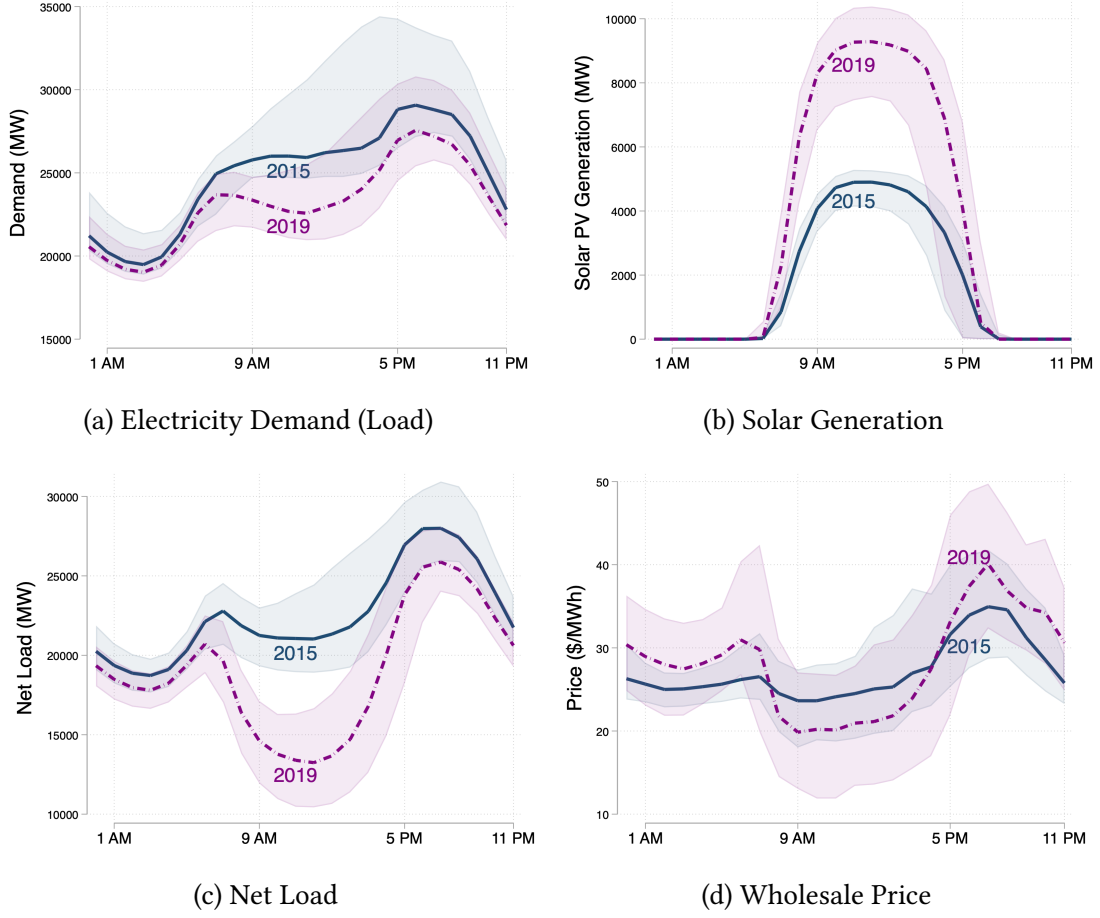 Demand (MW)
35000
30000
25000
20000
15000
2015
2019
1 AM 9 AM 5 PM 11 PM
(a) Electricity Demand (Load)
Solar PV Generation (MW)
10000
8000
6000
4000
2000
0
2019
2015
1 AM 9 AM 5 PM 11 PM
(b) Solar Generation
Net Load (MW)
30000
25000
20000
15000
10000
2015
2019
1 AM 9 AM 5 PM 11 PM
(c) Net Load
Price ($/MWh)
50
40
30
20
10
2019
2015
1 AM 9 AM 5 PM 11 PM
(d) Wholesale Price